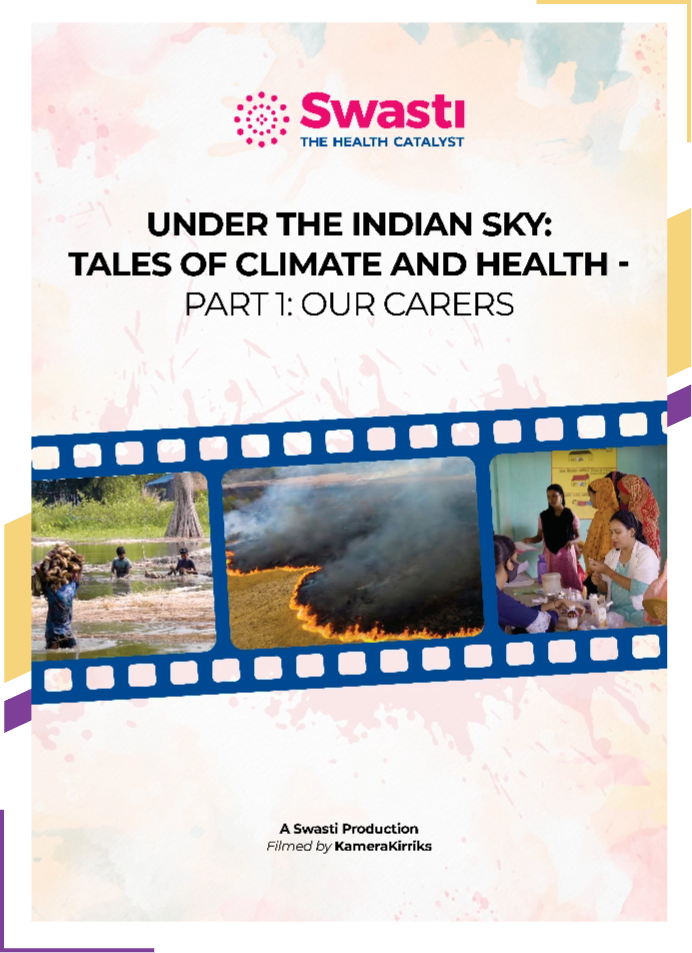 Swasti
THE HEALTH CATALYST
UNDER THE INDIAN SKY:
TALES OF CLIMATE AND HEALTH -
PART 1: OUR CARERS
A Swasti Production
Filmed by KameraKirriks